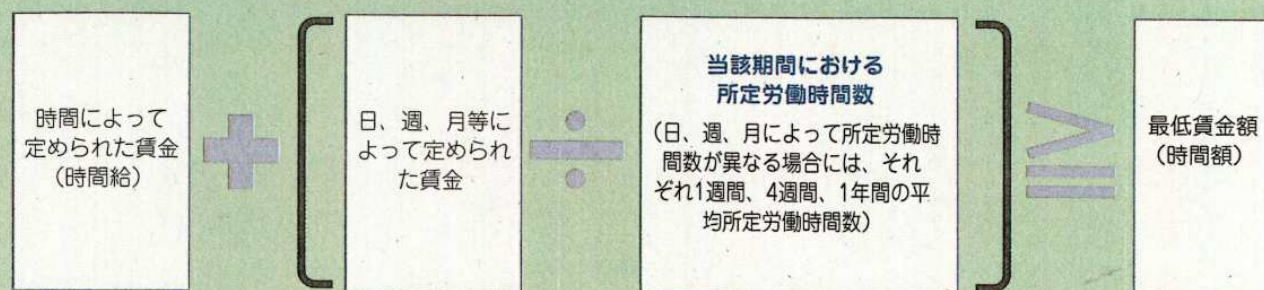 時間によって
定められた賃金
(時間給)
+
日、週、月等に
よって定められ
た賃金
÷
当該期間における
所定労働時間数
(日、週、月によって所定労働時
間数が異なる場合には、それ
ぞれ1週間、4週間、1年間の平
均所定労働時間数)
≧
最低賃金額
(時間額)